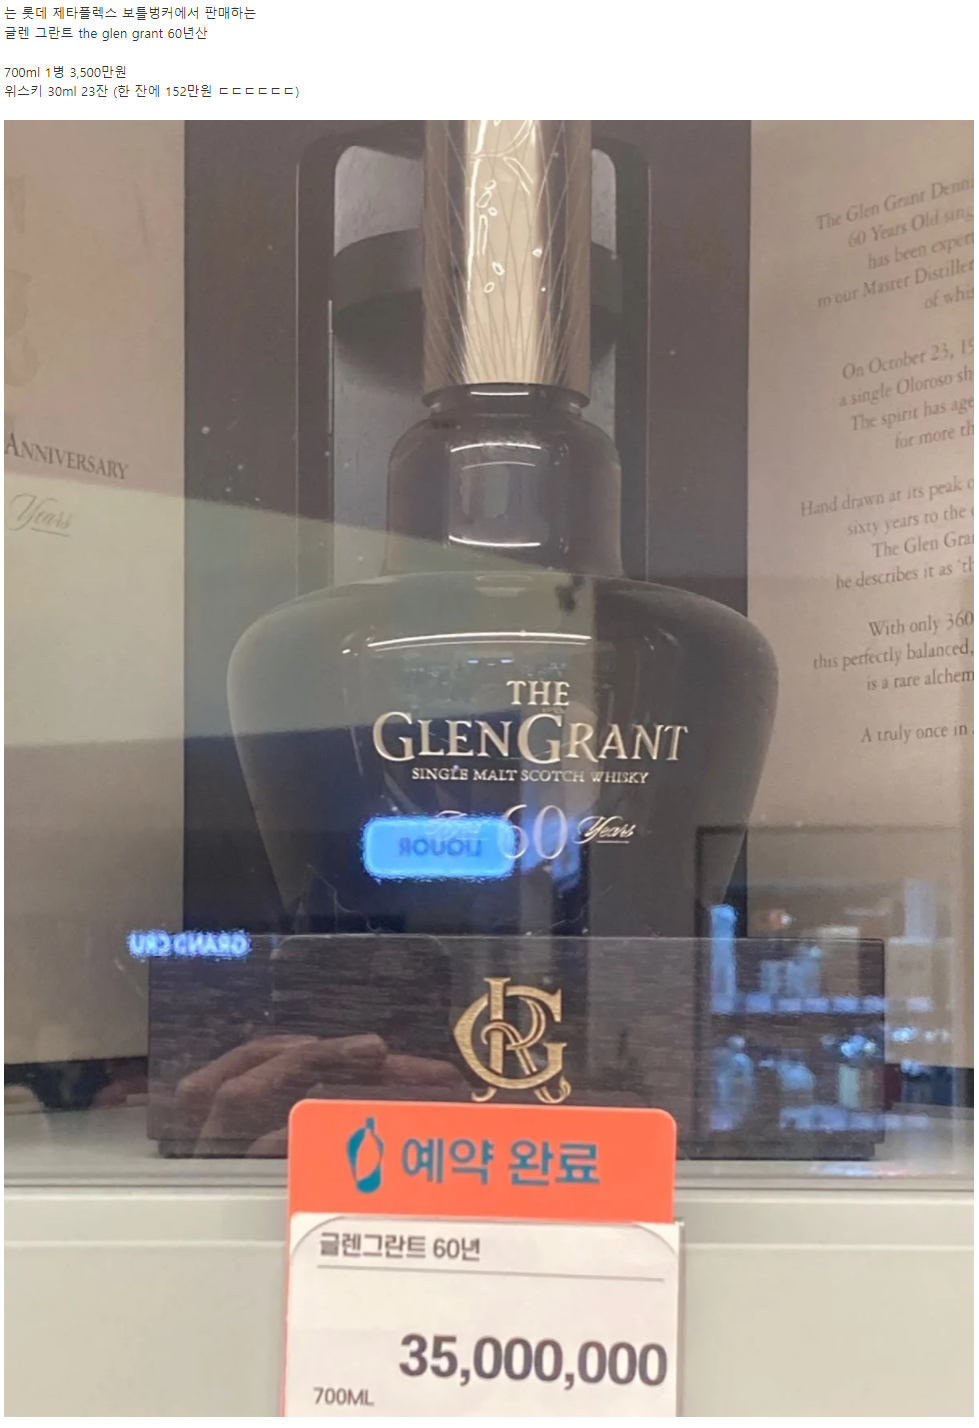 는 롯데 제타플렉스 보틀벙커에서 판매하는
글렌 그란트 the glen grant 60년산
700ml 1병 3,500만원
위스키 30ml 23잔 (한 잔에 152만원 ㄷㄷㄷㄷㄷㄷ)
ANNIVERSARY
Years
The Glen Grant
60 Years Old
has been
to our Master Distiller
of
On October 23,
a single Oloroso
The spirit has
for more
Hand drawn at its peak
sixty years to the
The Glen
he describes it as
With only 360
this perfectly balanced,
is a rare
A truly once in
THE
GLENGRANT
SINGLE MALT SCOTCH WHISKY
Aged 60 Years
LIQUOR
GRAND CRU
예약 완료
글렌그란트 60년
35,000,000
700ML